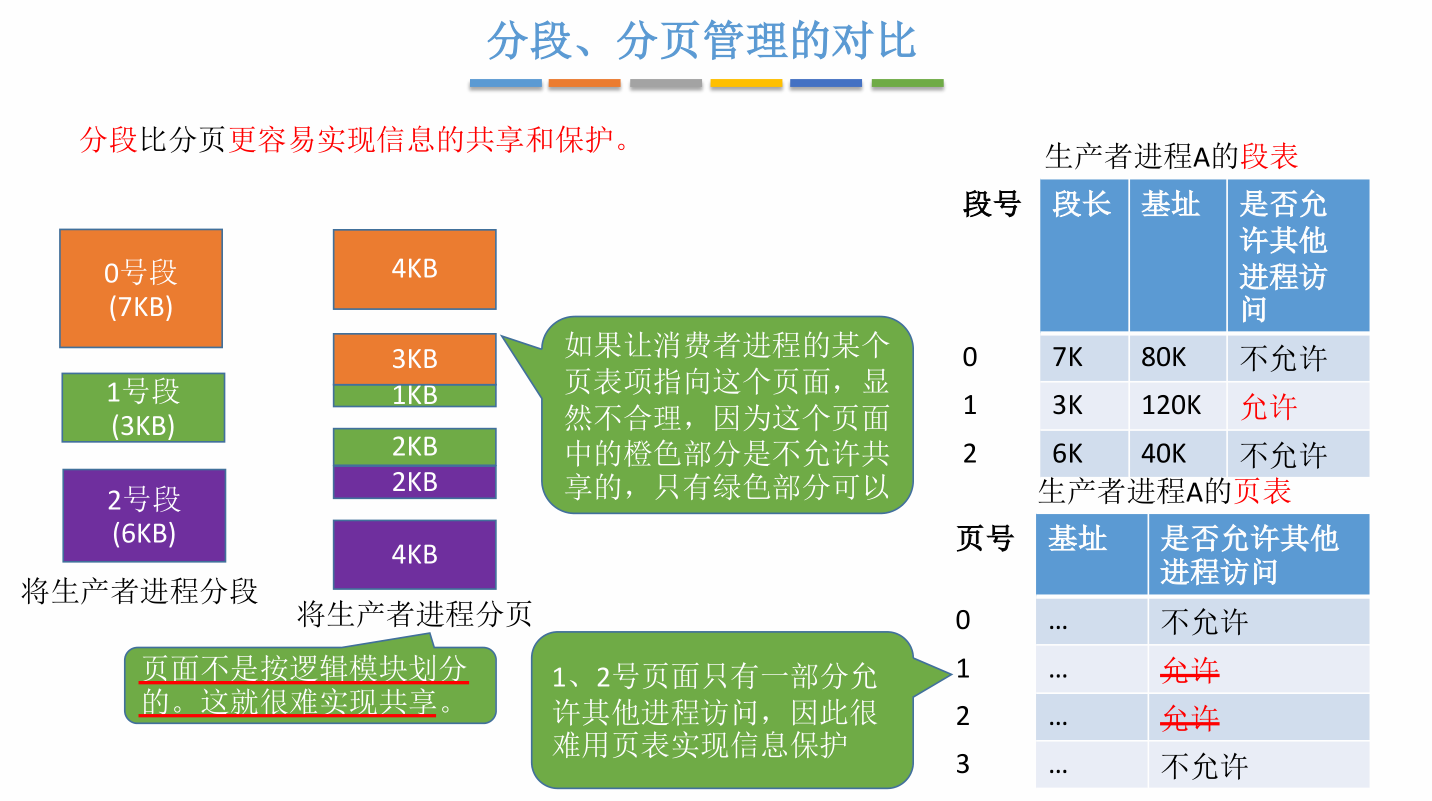 分段、分页管理的对比
分段比分页更容易实现信息的共享和保护。
0号段
(7KB)
1号段
(3KB)
2号段
(6KB)
将生产者进程分段
4KB
3KB
1KB
2KB
2KB
4KB
将生产者进程分页
页面不是按逻辑模块划分
的。这就很难实现共享。
如果让消费者进程的某个
页表项指向这个页面，显
然不合理，因为这个页面
中的橙色部分是不允许共
享的，只有绿色部分可以
1、2号页面只有一部分允
许其他进程访问，因此很
难用页表实现信息保护
生产者进程A的段表
段号 段长 基址 是否允
许其他
进程访
问
0 7K 80K 不允许
1 3K 120K 允许
2 6K 40K 不允许
生产者进程A的页表
页号 基址 是否允许其他
进程访问
0 … 不允许
1 … 允许
2 … 允许
3 … 不允许